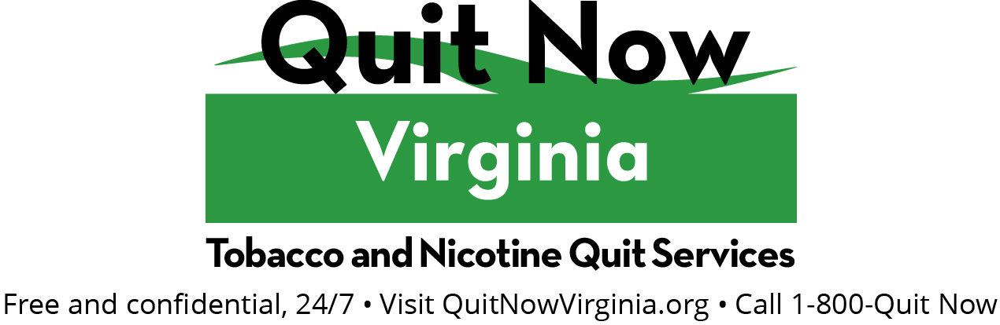 Quit Now
Virginia
Tobacco and Nicotine Quit Services
Free and confidential, 24/7 • Visit QuitNowVirginia.org • Call 1-800-Quit Now